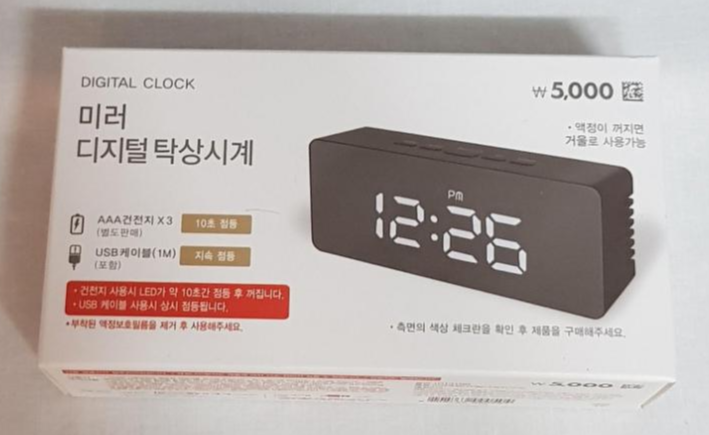 DIGITAL CLOCK
미러
디지털 탁상시계
₩ 5,000
• 액정이 꺼지면
거울로 사용가능
AAA건전지 X 3
(별도판매)
10초 점등
USB 케이블(1M)
(포함)
지속 점등
PM
12:26
• 건전지 사용시 LED가 약 10초간 점등 후 꺼집니다.
• USB 케이블 사용시 상시 점등됩니다.
• 부착된 액정보호필름을 제거 후 사용해주세요.
• 측면의 색상 체크란을 확인 후 제품을 구매해주세요.
₩ 5,000